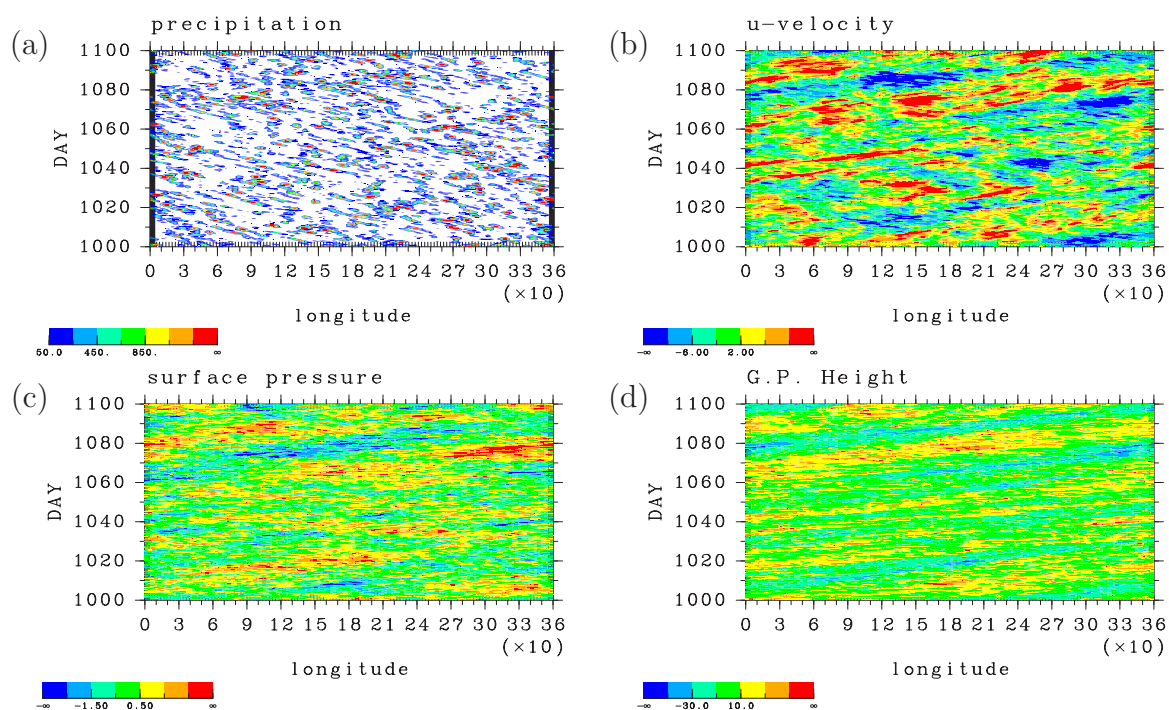 (a)
precipitation
1100
1080
1060
1040
1020
1000
DAY
0 3 6 9 12 15 18 21 24 27 30 33 36
(×10)
longitude
50.0 450. 850. ∞
(b)
u−velocity
1100
1080
1060
1040
1020
1000
DAY
0 3 6 9 12 15 18 21 24 27 30 33 36
(×10)
longitude
−∞ −6.00 2.00 ∞
(c)
surface pressure
1100
1080
1060
1040
1020
1000
DAY
0 3 6 9 12 15 18 21 24 27 30 33 36
(×10)
longitude
−∞ −1.50 0.50 ∞
(d)
G.P. Height
1100
1080
1060
1040
1020
1000
DAY
0 3 6 9 12 15 18 21 24 27 30 33 36
(×10)
longitude
−∞ −30.0 10.0 ∞